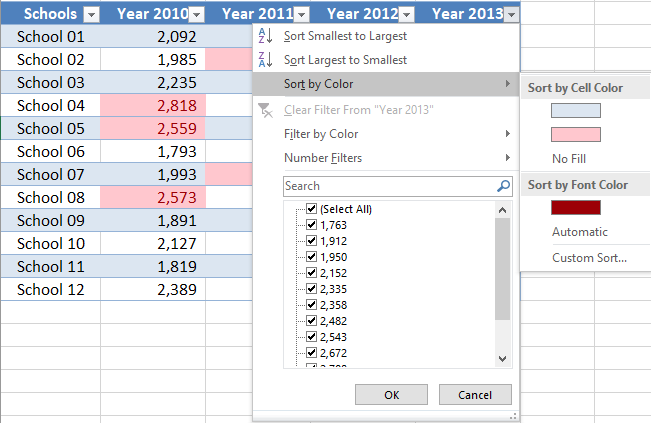 Schools Year 2010 Year 2011 Year 2012 Year 2013
School 01 2,092
School 02 1,985
School 03 2,235
School 04 2,818
School 05 2,559
School 06 1,793
School 07 1,993
School 08 2,573
School 09 1,891
School 10 2,127
School 11 1,819
School 12 2,389
Sort Smallest to Largest
Sort Largest to Smallest
Sort by Color
Clear Filter From "Year 2013"
Filter by Color
Number Filters
Search
(Select All)
1,763
1,912
1,950
2,152
2,335
2,358
2,482
2,543
2,672
OK Cancel
Sort by Cell Color
No Fill
Sort by Font Color
Automatic
Custom Sort...